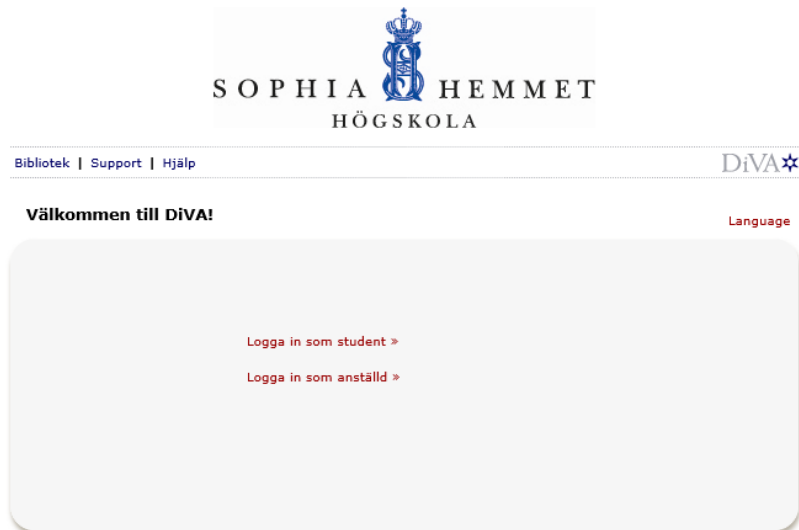 SOPHIA HEMMET
HÖGSKOLA
Bibliotek | Support | Hjälp
DiVA
Välkommen till DiVA!
Language
Logga in som student »
Logga in som anställd »